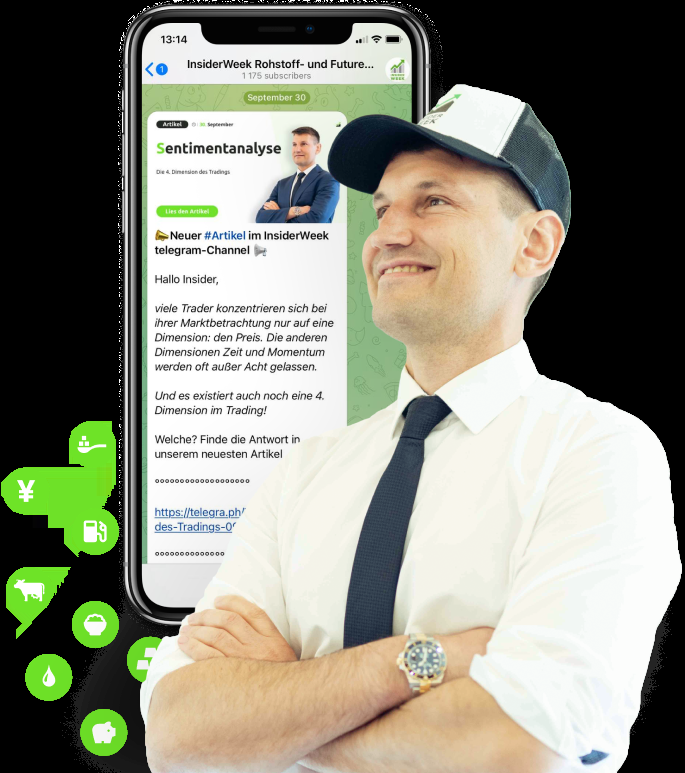 13:14
1
InsiderWeek Rohstoff- und Future...
1 175 subscribers
September 30
Artikel
September
Sentimentanalyse
Die 4. Dimension des Tradings
Lies den Artikel
Neuer #Artikel im InsiderWeek
telegram-Channel
Hallo Insider,
viele Trader konzentrieren sich bei
ihrer Marktbetrachtung nur auf eine
Dimension: den Preis. Die anderen
Dimensionen Zeit und Momentum
werden oft außer Acht gelassen.
Und es existiert auch noch eine 4.
Dimension im Trading!
Welche? Finde die Antwort in
unserem neuesten Artikel
°°°°°°°°°°°°°°°°°°°
https://telegra.ph/
des-Tradings-0
°°°°°°°°°°°°°°
¥